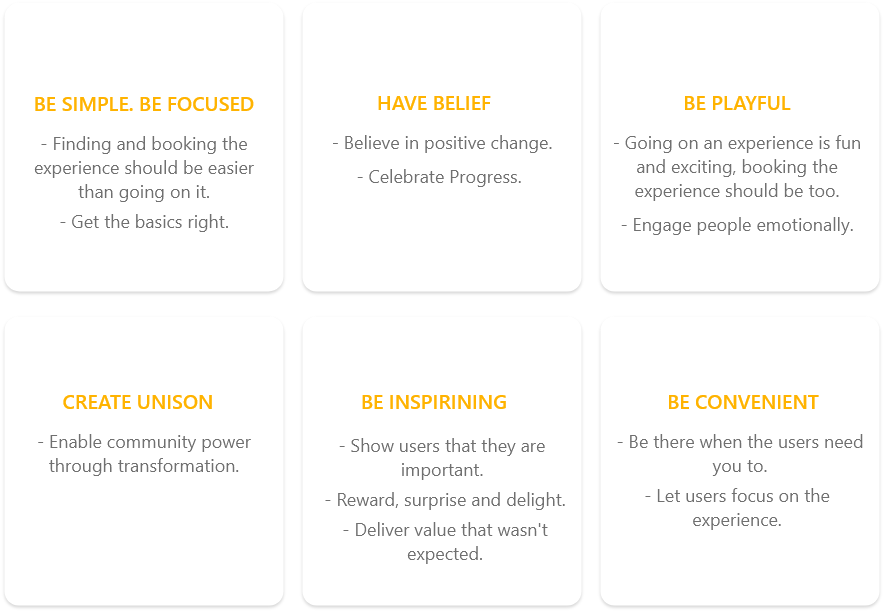 BE SIMPLE. BE FOCUSED
- Finding and booking the
experience should be easier
than going on it.
- Get the basics right.
HAVE BELIEF
- Believe in positive change.
- Celebrate Progress.
BE PLAYFUL
- Going on an experience is fun
and exciting, booking the
experience should be too.
- Engage people emotionally.
CREATE UNISON
- Enable community power
through transformation.
BE INSPIRINING
- Show users that they are
important.
- Reward, surprise and delight.
- Deliver value that wasn't
expected.
BE CONVENIENT
- Be there when the users need
you to.
- Let users focus on the
experience.